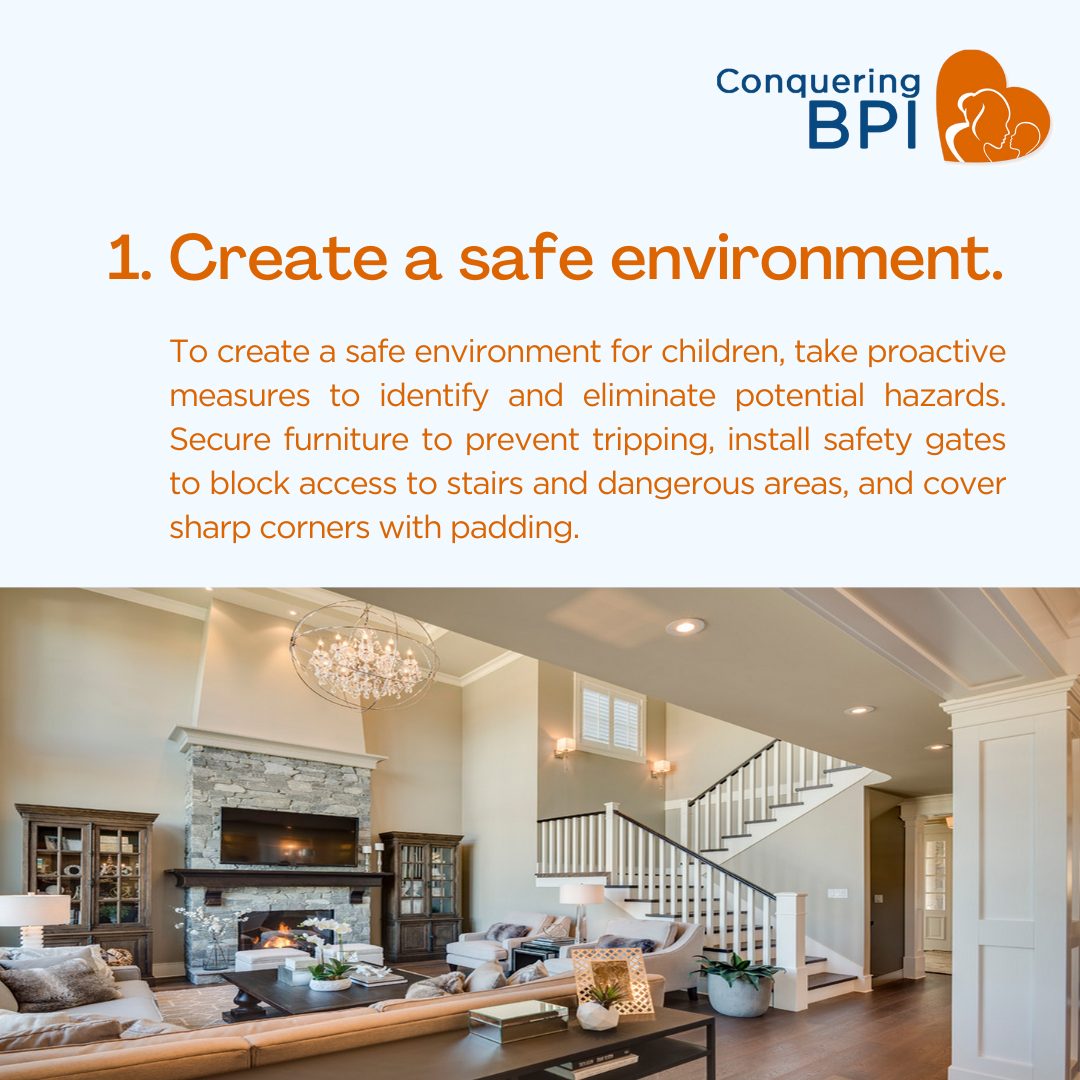 Conquering
BPI
1. Create a safe environment.
To create a safe environment for children, take proactive
measures to identify and eliminate potential hazards.
Secure furniture to prevent tripping, install safety gates
to block access to stairs and dangerous areas, and cover
sharp corners with padding.